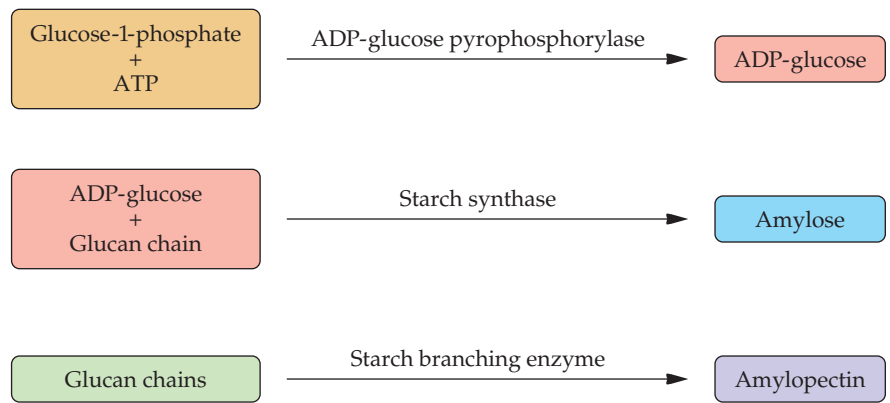 Glucose-1-phosphate
+
ATP
ADP-glucose pyrophosphorylase
ADP-glucose
ADP-glucose
+
Glucan chain
Starch synthase
Amylose
Glucan chains
Starch branching enzyme
Amylopectin